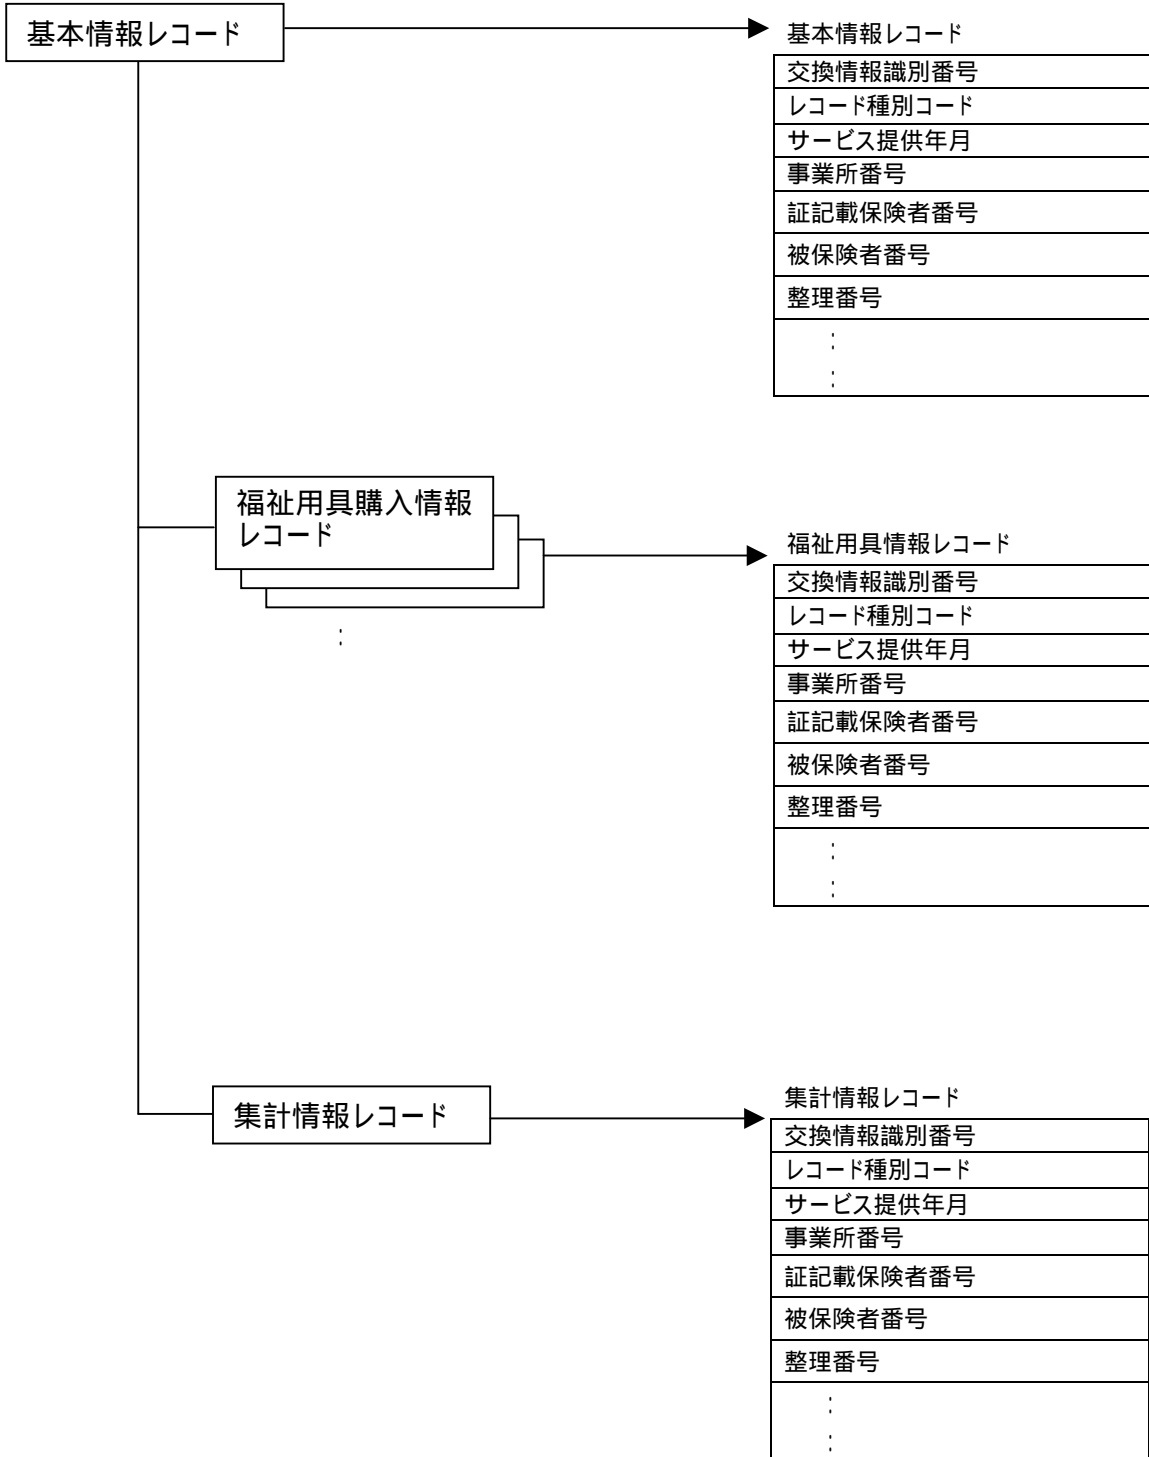 基本情報レコード
基本情報レコード
交換情報識別番号
レコード種別コード
サービス提供年月
事業所番号
証記載保険者番号
被保険者番号
整理番号
:
:
福祉用具購入情報
レコード
:
福祉用具情報レコード
交換情報識別番号
レコード種別コード
サービス提供年月
事業所番号
証記載保険者番号
被保険者番号
整理番号
:
:
集計情報レコード
集計情報レコード
交換情報識別番号
レコード種別コード
サービス提供年月
事業所番号
証記載保険者番号
被保険者番号
整理番号
:
: